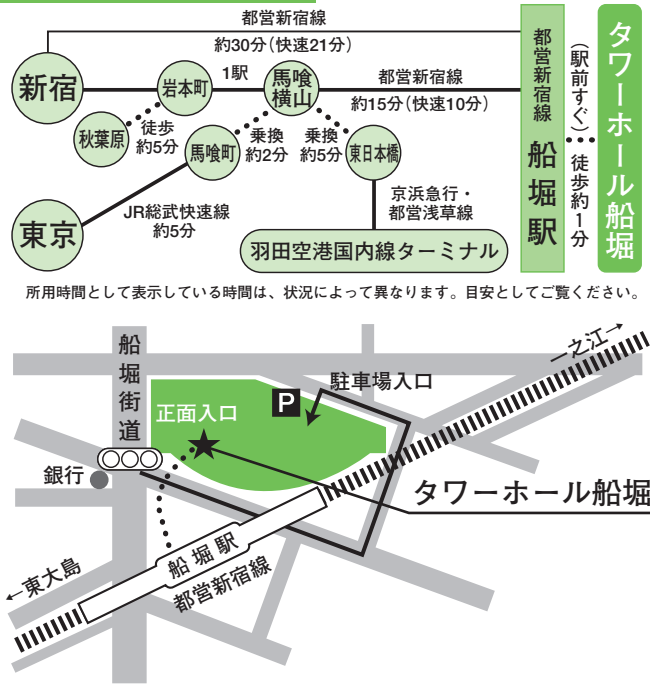 都営新宿線
約30分（快速21分）
新宿
岩本町
1駅
馬喰
横山
都営新宿線
約15分（快速10分）
秋葉原
徒歩
約5分
馬喰町
乗換
約2分
乗換
約5分
東日本橋
東京
JR総武快速線
約5分
京浜急行・
都営浅草線
羽田空港国内線ターミナル
都営新宿線 船堀駅
（駅前すぐ）
徒歩約1分
タワーホール船堀
所用時間として表示している時間は、状況によって異なります。目安としてご覧ください。
船堀街道
一之江→
駐車場入口
P
正面入口
銀行
タワーホール船堀
船堀駅
都営新宿線
←東大島